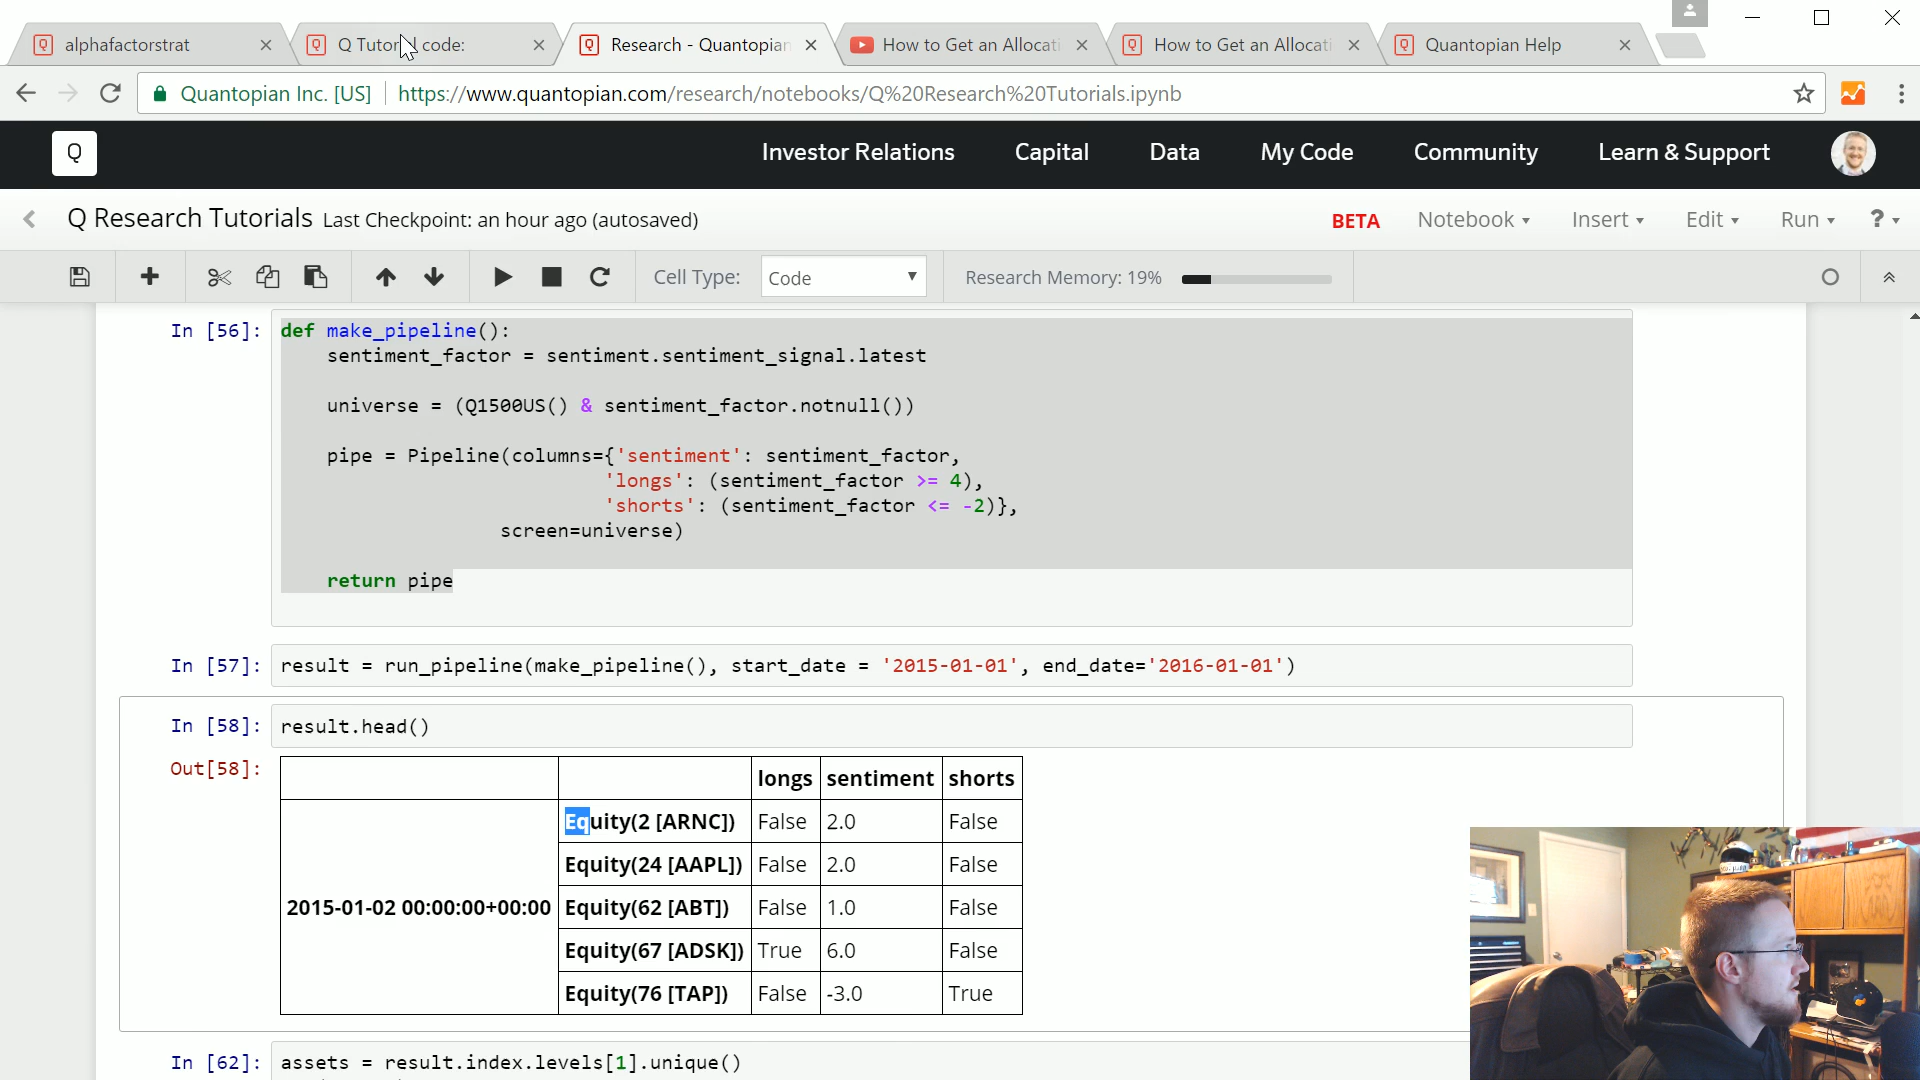 alphafactorstrat
Q Tutor l code:
Research - Quantopian
How to Get an Allocati
How to Get an Allocati
Quantopian Help
Quantopian Inc. [US] https://www.quantopian.com/research/notebooks/Q%20Research%20Tutorials.ipynb
Q Investor Relations Capital Data My Code Community Learn & Support
Q Research Tutorials Last Checkpoint: an hour ago (autosaved) BETA Notebook Insert Edit Run ?
Cell Type: Code Research Memory: 19%
In [56]: def make_pipeline():
sentiment_factor = sentiment.sentiment_signal.latest
universe = (Q1500US() & sentiment_factor.notnull())
pipe = Pipeline(columns={'sentiment': sentiment_factor,
'longs': (sentiment_factor >= 4),
'shorts': (sentiment_factor <= -2)},
screen=universe)
return pipe
In [57]: result = run_pipeline(make_pipeline(), start_date = '2015-01-01', end_date='2016-01-01')
In [58]: result.head()
Out[58]:
longs sentiment shorts
Equity(2 [ARNC]) False 2.0 False
Equity(24 [AAPL]) False 2.0 False
2015-01-02 00:00:00+00:00 Equity(62 [ABT]) False 1.0 False
Equity(67 [ADSK]) True 6.0 False
Equity(76 [TAP]) False -3.0 True
In [62]: assets = result.index.levels[1].unique()